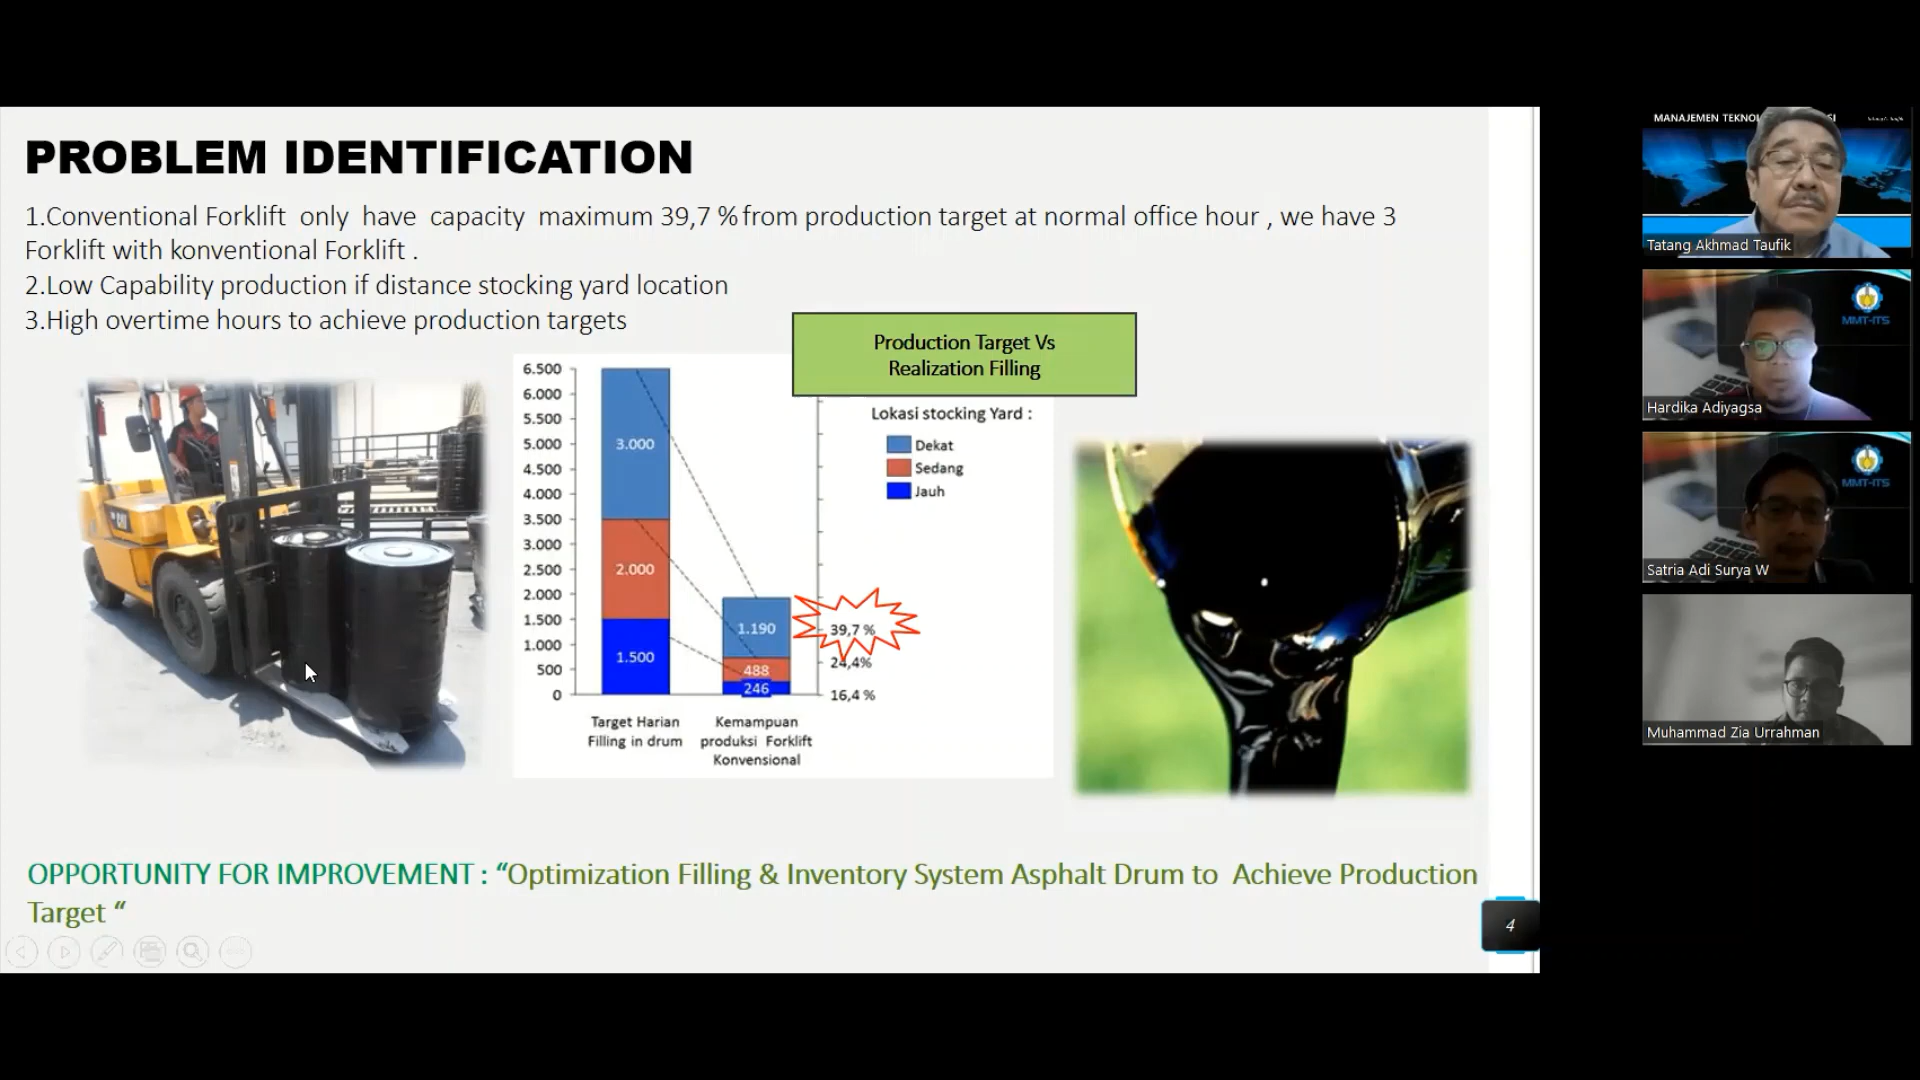 PROBLEM IDENTIFICATION
1.Conventional Forklift only have capacity maximum 39,7 % from production target at normal office hour , we have 3
Forklift with konventional Forklift .
2.Low Capability production if distance stocking yard location
3.High overtime hours to achieve production targets
Production Target Vs
Realization Filling
6.500
6.000
5.500
5.000
4.500
4.000
3.500
3.000
2.500
2.000
1.500
1.000
500
0
3.000
2.000
1.500
1.190
488
246
39,7 %
24,4%
16,4 %
Target Harian
Filling in drum
Kemampuan
produksi Forklift
Konvensional
Lokasi stocking Yard :
Dekat
Sedang
Jauh
OPPORTUNITY FOR IMPROVEMENT : “Optimization Filling & Inventory System Asphalt Drum to Achieve Production
Target “
4
MANAJEMEN
Tatang Akhmad Taufik
MMT-ITS
Hardika Adiyagsa
MMT-ITS
Satria Adi Surya W
Muhammad Zia Urrahman